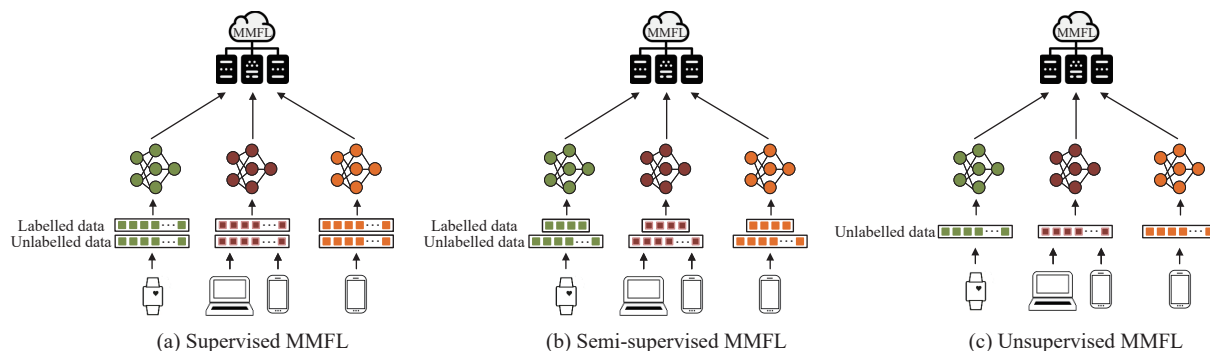 MMFL
Labelled data
Unlabelled data
(a) Supervised MMFL
MMFL
Labelled data
Unlabelled data
(b) Semi-supervised MMFL
MMFL
Unlabelled data
(c) Unsupervised MMFL